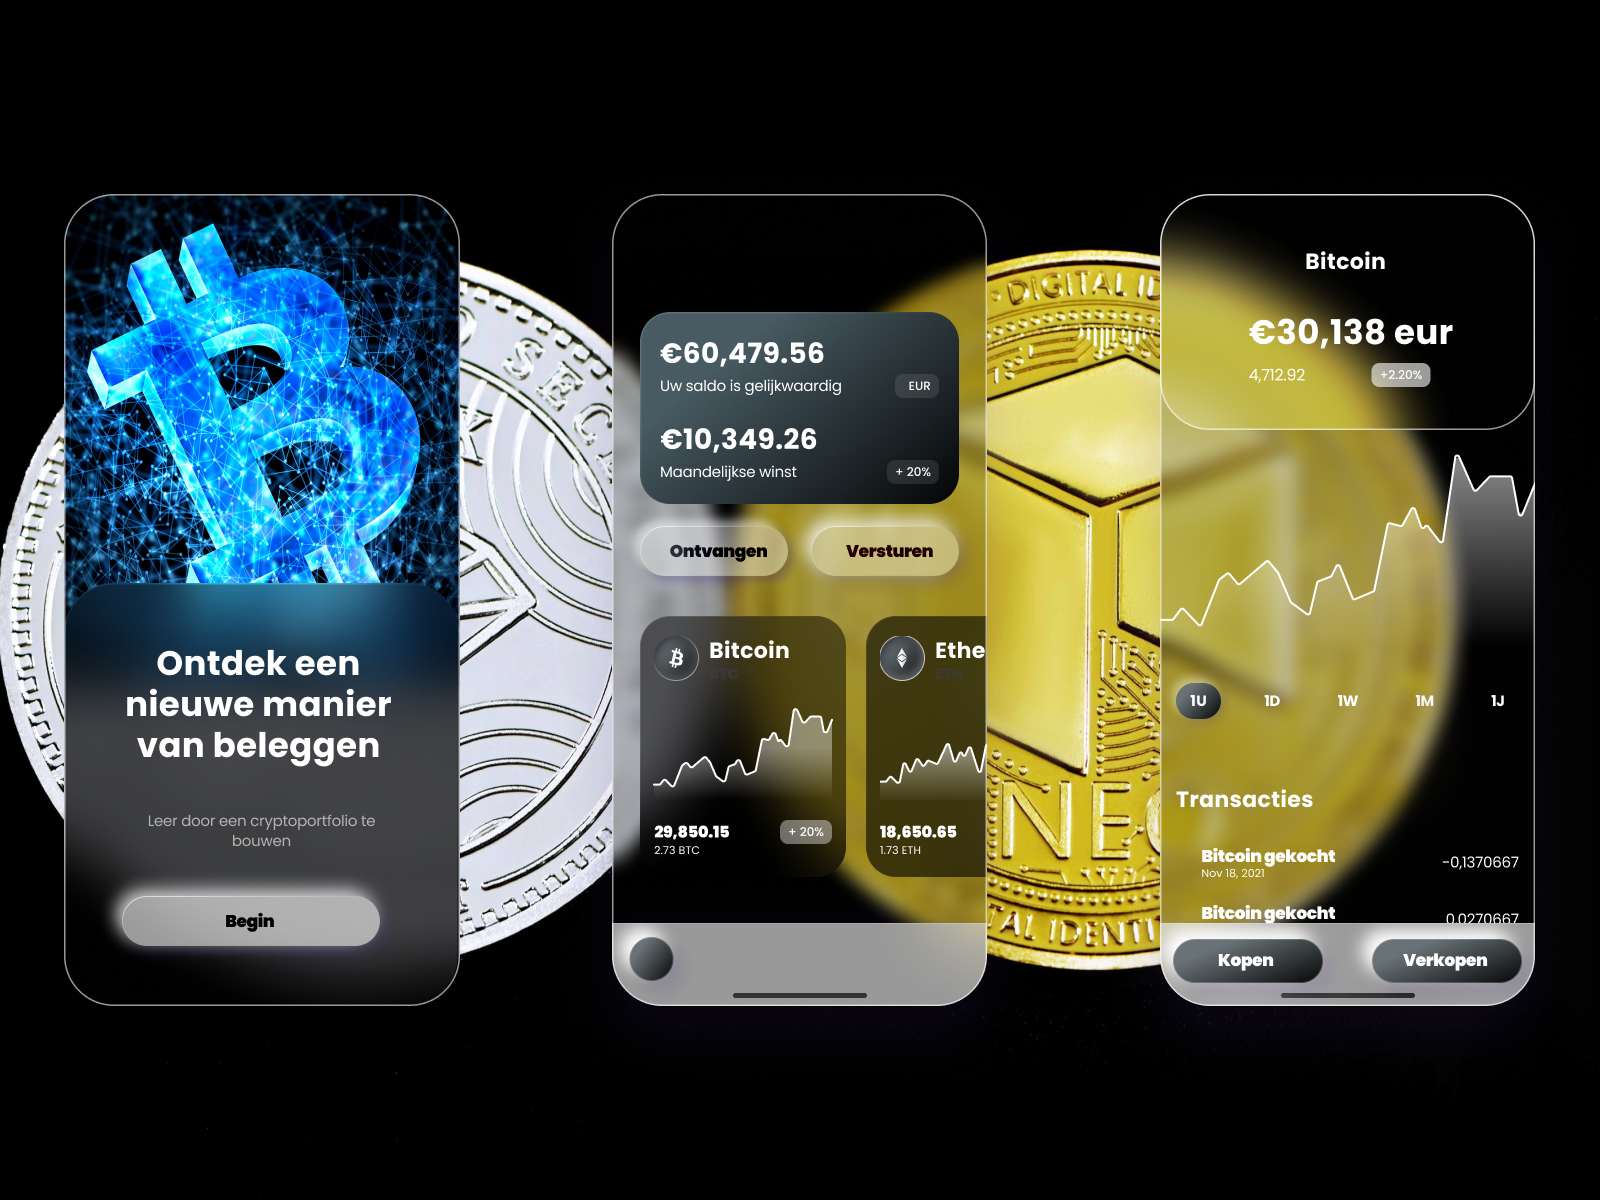 Ontdek een
nieuwe manier
van beleggen
Leer door een cryptoportfolio te
bouwen
Begin
€60,479.56
Uw saldo is gelijkwaardig
EUR
€10,349.26
Maandelijkse winst
+ 20%
Ontvangen
Versturen
Bitcoin
BTC
29,850.15
+ 20%
2.73 BTC
Ethe
ETH
18,650.65
1.73 ETH
DIGITAL ID
NEO
TAL IDENTI
Bitcoin
€30,138 eur
4,712.92
+2.20%
1U
1D
1W
1M
1J
Transacties
Bitcoin gekocht
-0,1370667
Nov 18, 2021
Bitcoin gekocht
0,0270667
Kopen
Verkopen